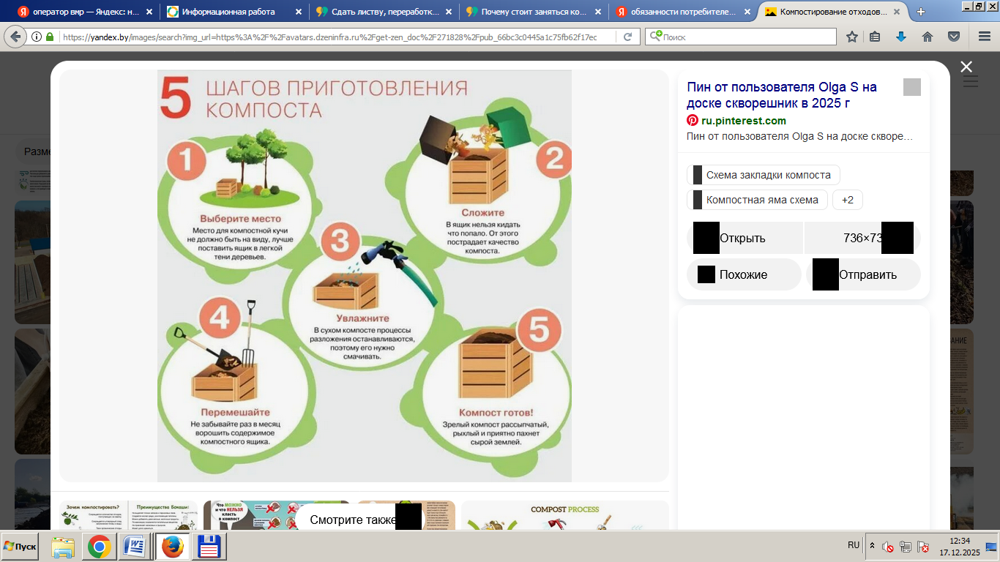 оператор вмр — Яндекс: н...
Информационная работа
Сдать листву, переработк...
Почему стоит заняться ко...
обязанности потребителе...
Компостирование отходов...
https://yandex.by/images/search?img_url=https%3A%2F%2Favatars.dzeninfra.ru%2Fget-zen_doc%2F271828%2Fpub_66bc3c0445a1c75fb62f17ec
Поиск
Разме
5 ШАГОВ ПРИГОТОВЛЕНИЯ
КОМПОСТА
1
Выберите место
Место для компостной кучи
не должно быть на виду, лучше
поставить ящик в легкой
тени деревьев.
2
Сложите
В ящик нельзя кидать
что попало. От этого
пострадает качество
компоста.
3
Увлажните
В сухом компосте процессы
разложения останавливаются,
поэтому его нужно
смачивать.
4
Перемешайте
Не забывайте раз в месяц
ворошить содержимое
компостного ящика.
5
Компост готов!
Зрелый компост рассыпчатый,
рыхлый и приятно пахнет
сырой землей.
Пин от пользователя Olga S на
доске скворешник в 2025 г
ru.pinterest.com
Пин от пользователя Olga S на доске скворе...
Схема закладки компоста
Компостная яма схема
+2
Открыть
736×73
Похожие
Отправить
Зачем компостировать?
Преимущества Бокаши:
Что МОЖНО
и что НЕЛЬЗЯ
класть
в компост
Смотрите также
COMPOST PROCESS
Пуск
RU
12:34
17.12.2025